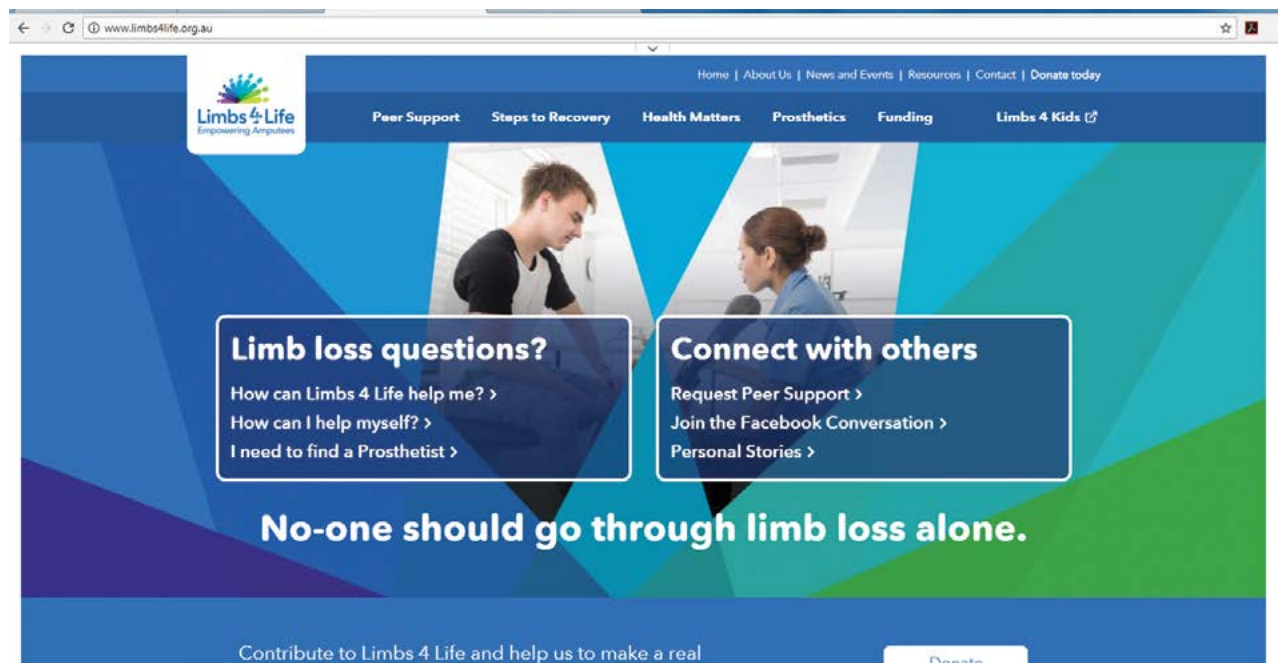 www.limbs4life.org.au
Home | About Us | News and Events | Resources | Contact | Donate today
Limbs 4 Life
Empowering Amputees
Peer Support Steps to Recovery Health Matters Prosthetics Funding Limbs 4 Kids
Limb loss questions?
How can Limbs 4 Life help me? >
How can I help myself? >
I need to find a Prosthetist >
Connect with others
Request Peer Support >
Join the Facebook Conversation >
Personal Stories >
No-one should go through limb loss alone.
Contribute to Limbs 4 Life and help us to make a real
Donate